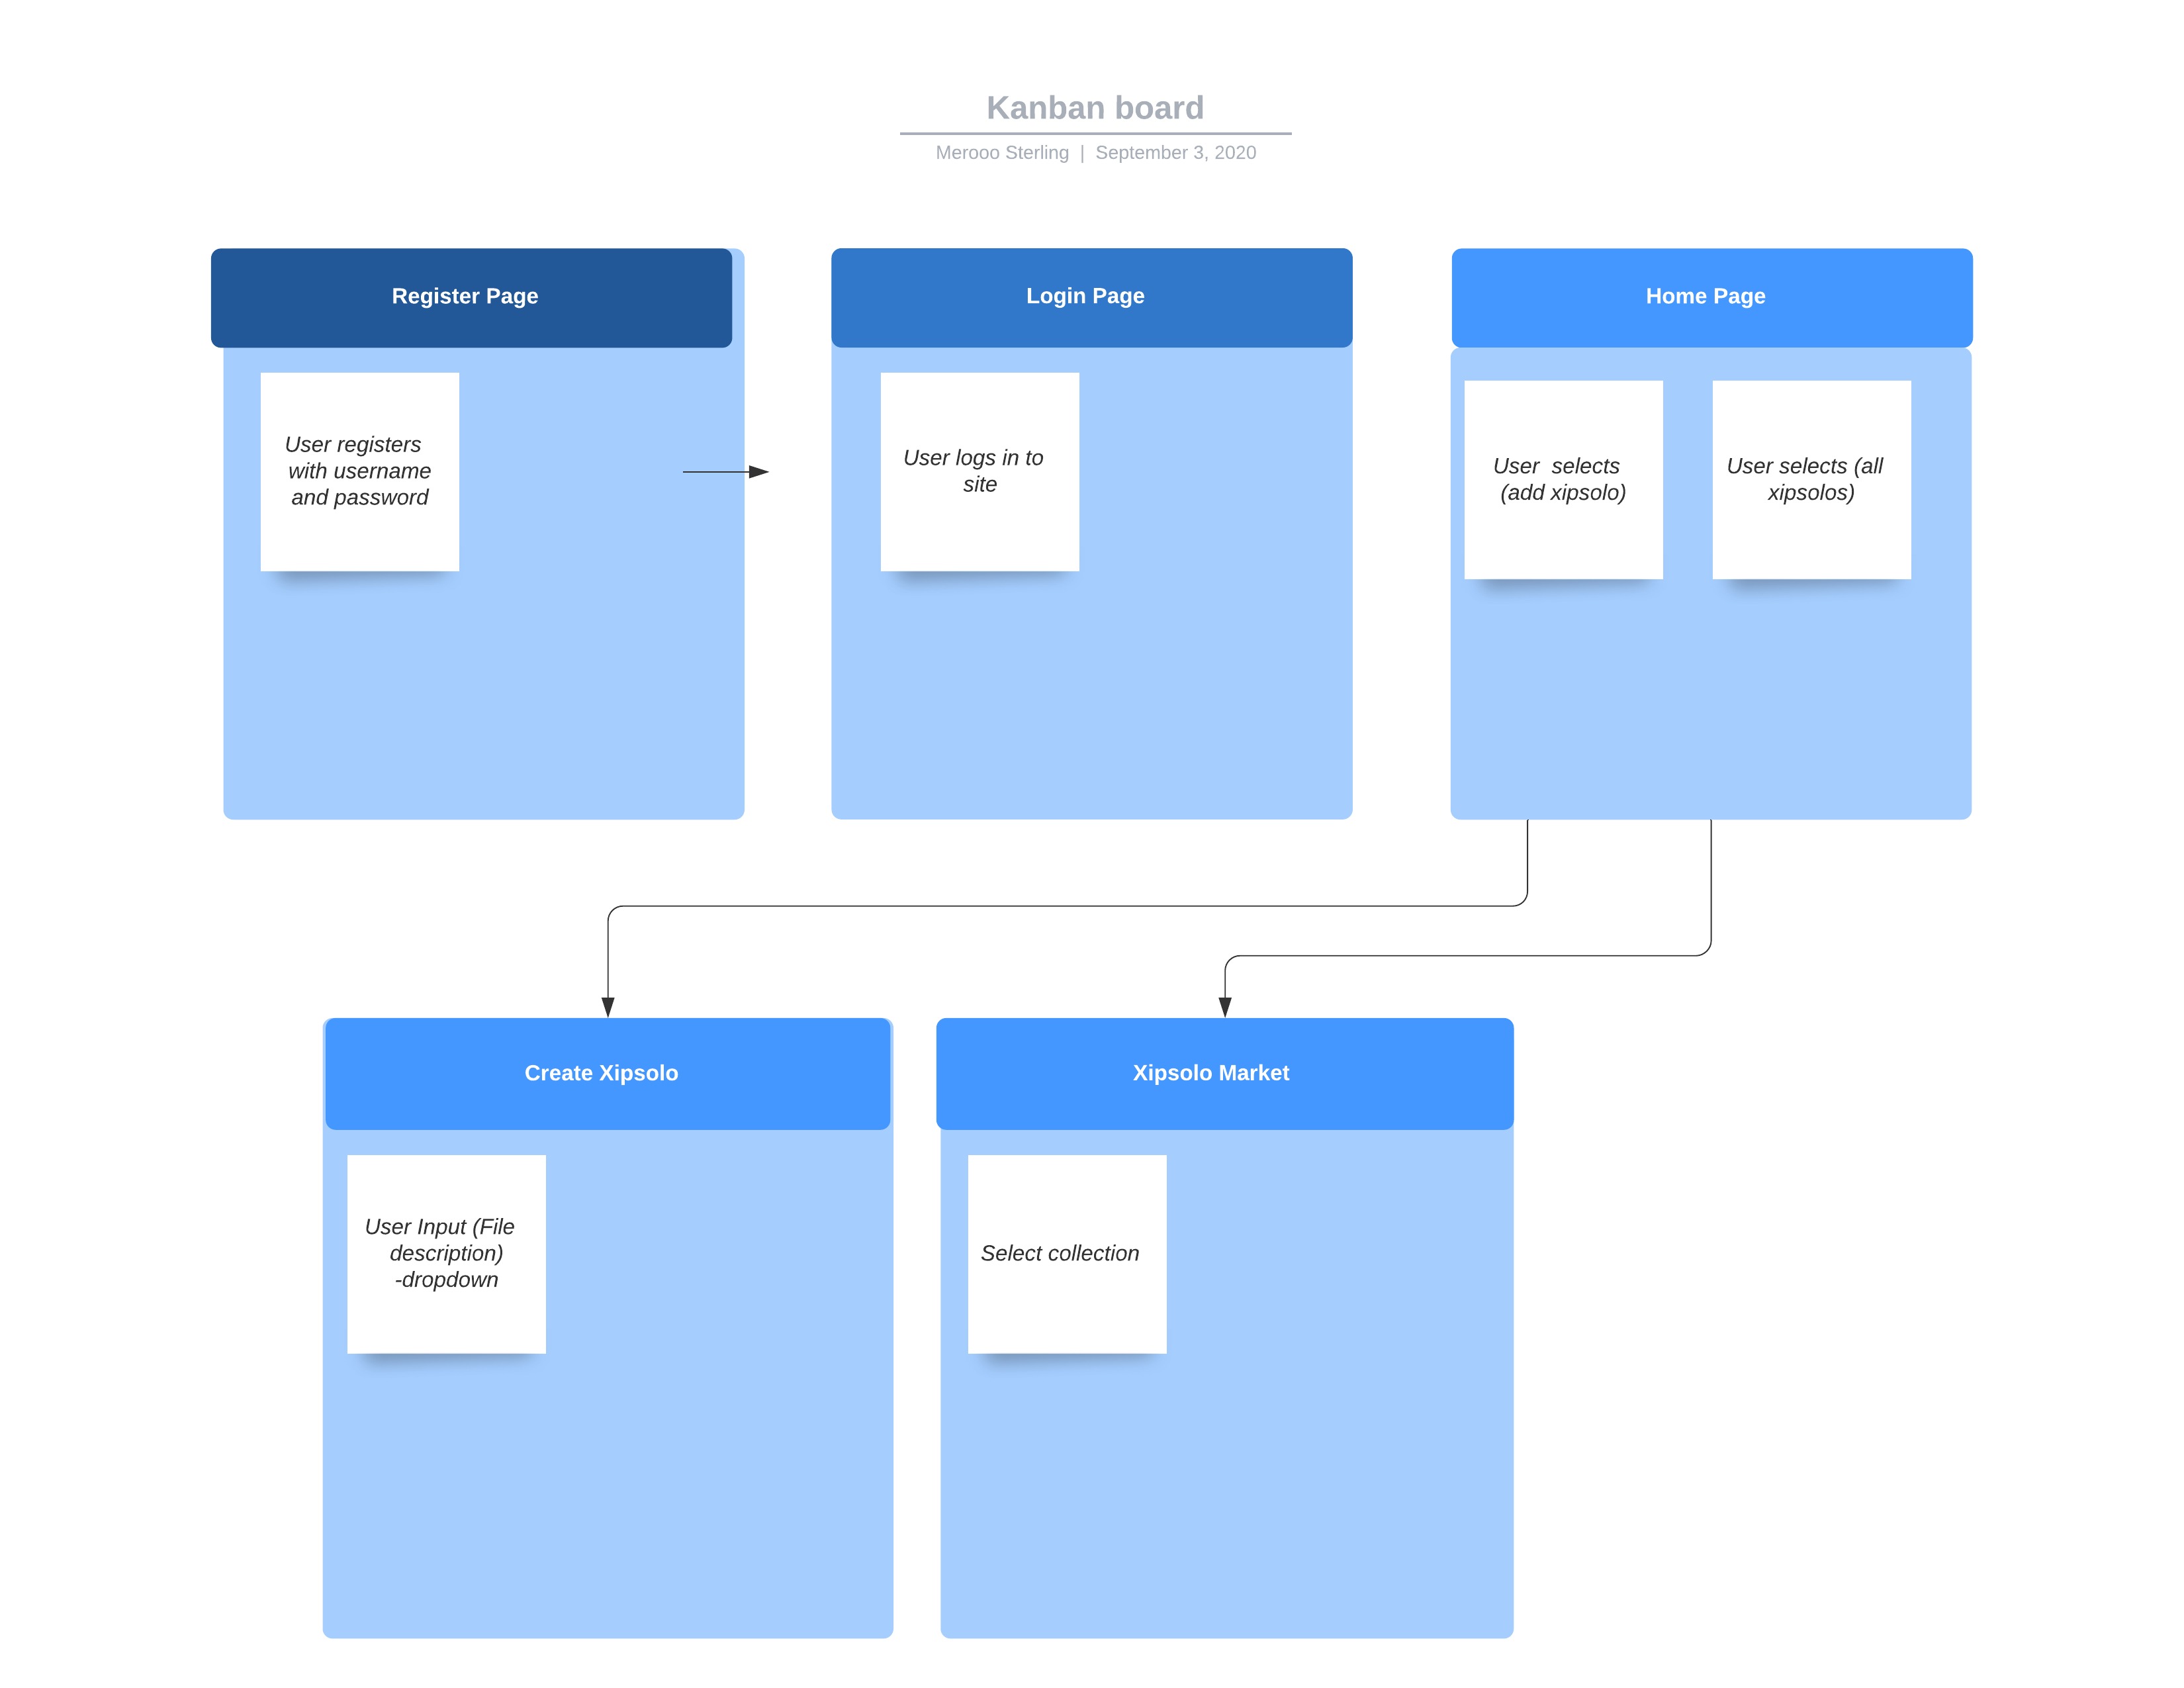 Kanban board
Merooo Sterling | September 3, 2020
Register Page
User registers
with username
and password
Login Page
User logs in to
site
Home Page
User  selects
(add xipsolo)
User selects (all
xipsolos)
Create Xipsolo
User Input (File
description)
-dropdown
Xipsolo Market
Select collection